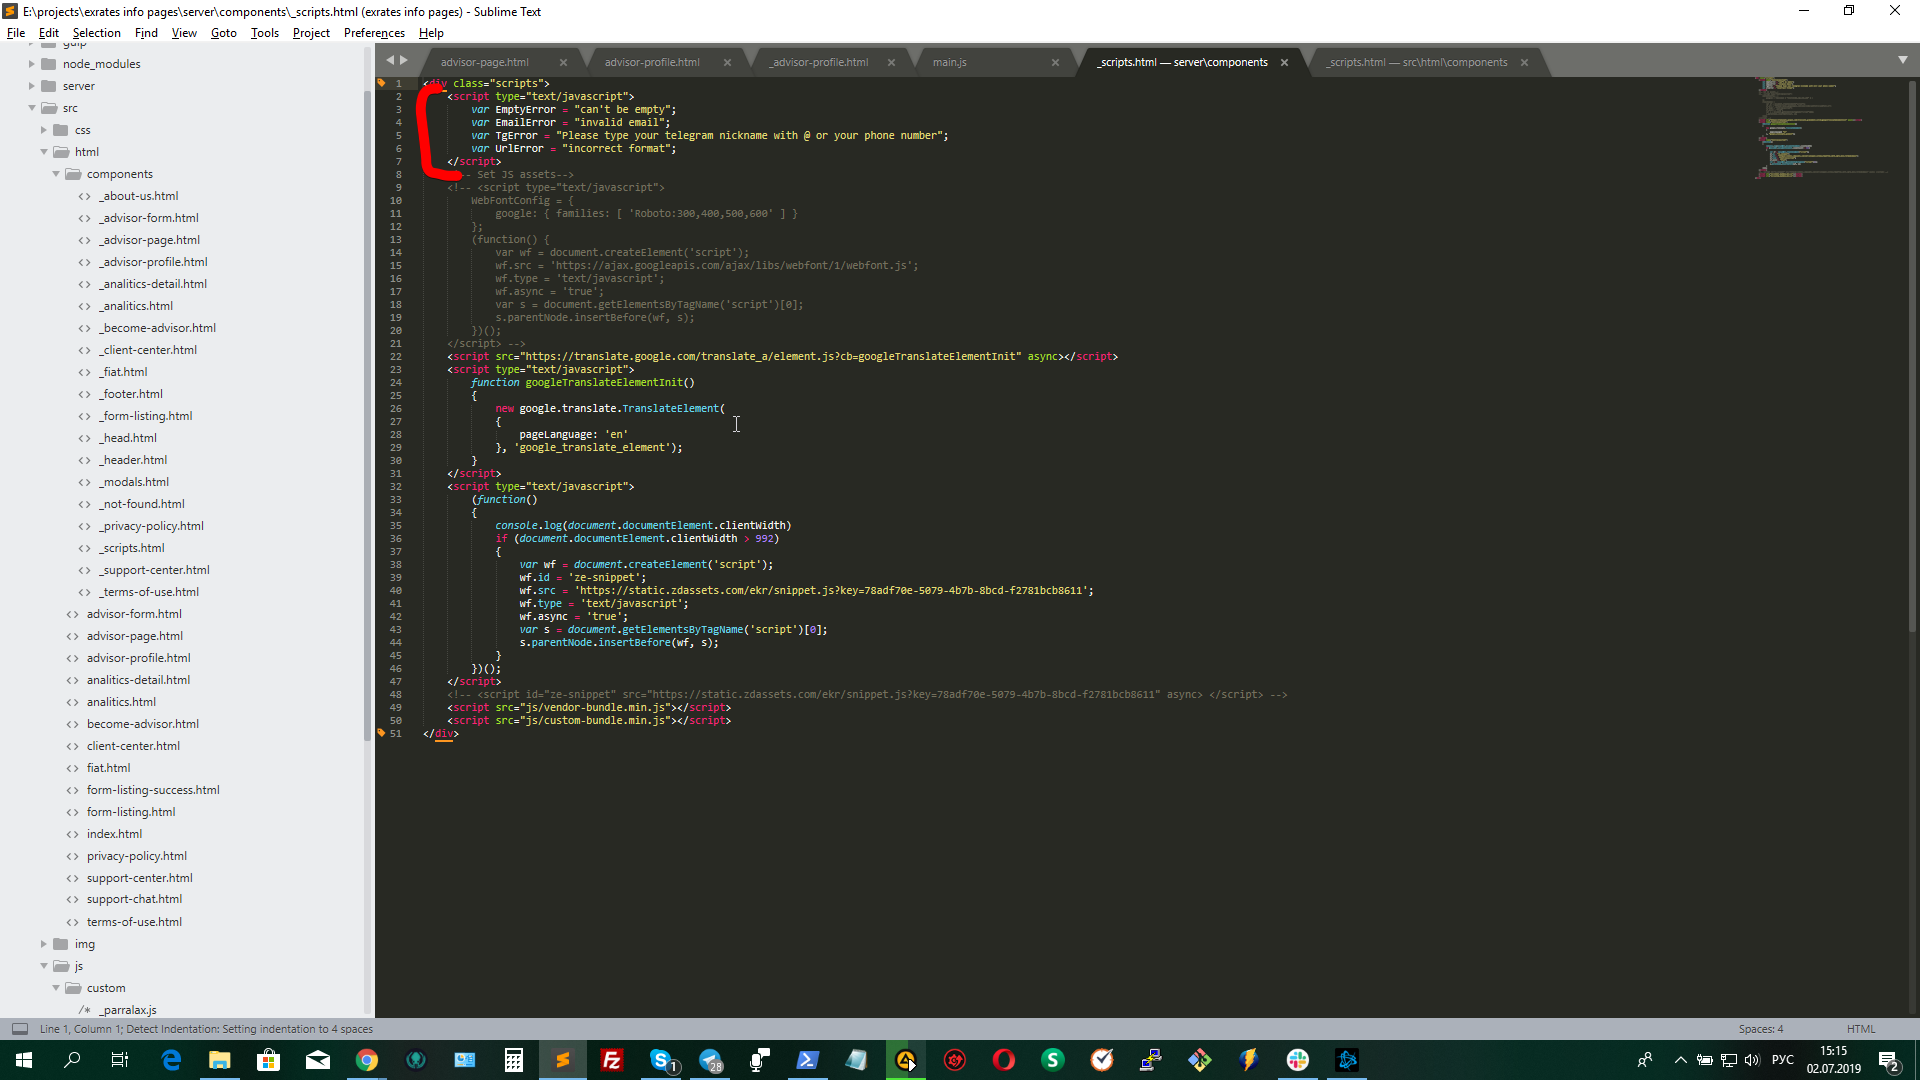 E:\projects\exrates info pages\server\components\_scripts.html (exrates info pages) - Sublime Text
File Edit Selection Find View Goto Tools Project Preferences Help
gulp
node_modules
server
src
css
html
components
_about-us.html
_advisor-form.html
_advisor-page.html
_advisor-profile.html
_analitics-detail.html
_analitics.html
_become-advisor.html
_client-center.html
_fiat.html
_footer.html
_form-listing.html
_head.html
_header.html
_modals.html
_not-found.html
_privacy-policy.html
_scripts.html
_support-center.html
_terms-of-use.html
advisor-form.html
advisor-page.html
advisor-profile.html
analitics-detail.html
analitics.html
become-advisor.html
client-center.html
fiat.html
form-listing-success.html
form-listing.html
index.html
privacy-policy.html
support-center.html
support-chat.html
terms-of-use.html
img
js
custom
/* _parralax.js
advisor-page.html advisor-profile.html _advisor-profile.html main.js _scripts.html — server\components _scripts.html — src\html\components
1 <div class="scripts">
2 <script type="text/javascript">
3 var EmptyError = "can't be empty";
4 var EmailError = "invalid email";
5 var TgError = "Please type your telegram nickname with @ or your phone number";
6 var UrlError = "incorrect format";
7 </script>
8 -- Set JS assets-->
9 <!-- <script type="text/javascript">
10 WebFontConfig = {
11 google: { families: [ 'Roboto:300,400,500,600' ] }
12 };
13 (function() {
14 var wf = document.createElement('script');
15 wf.src = 'https://ajax.googleapis.com/ajax/libs/webfont/1/webfont.js';
16 wf.type = 'text/javascript';
17 wf.async = 'true';
18 var s = document.getElementsByTagName('script')[0];
19 s.parentNode.insertBefore(wf, s);
20 })();
21 </script> -->
22 <script src="https://translate.google.com/translate_a/element.js?cb=googleTranslateElementInit" async></script>
23 <script type="text/javascript">
24 function googleTranslateElementInit()
25 {
26 new google.translate.TranslateElement(
27 {
28 pageLanguage: 'en'
29 }, 'google_translate_element');
30 }
31 </script>
32 <script type="text/javascript">
33 (function()
34 {
35 console.log(document.documentElement.clientWidth)
36 if (document.documentElement.clientWidth > 992)
37 {
38 var wf = document.createElement('script');
39 wf.id = 'ze-snippet';
40 wf.src = 'https://static.zdassets.com/ekr/snippet.js?key=78adf70e-5079-4b7b-8bcd-f2781bcb8611';
41 wf.type = 'text/javascript';
42 wf.async = 'true';
43 var s = document.getElementsByTagName('script')[0];
44 s.parentNode.insertBefore(wf, s);
45 }
46 })();
47 </script>
48 <!-- <script id="ze-snippet" src="https://static.zdassets.com/ekr/snippet.js?key=78adf70e-5079-4b7b-8bcd-f2781bcb8611" async> </script> -->
49 <script src="js/vendor-bundle.min.js"></script>
50 <script src="js/custom-bundle.min.js"></script>
51 </div>
Line 1, Column 1; Detect Indentation: Setting indentation to 4 spaces Spaces: 4 HTML
1 28 РУС 15:15
02.07.2019 2